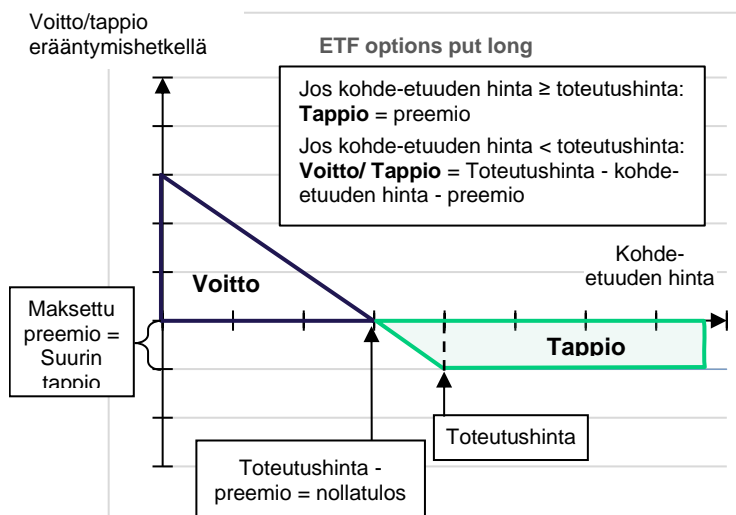 Voitto/tappio
erääntymishetkellä
ETF options put long
Jos kohde-etuuden hinta ≥ toteutushinta:
Tappio = preemio
Jos kohde-etuuden hinta < toteutushinta:
Voitto/ Tappio = Toteutushinta - kohde-
etuuden hinta - preemio
Kohde-
etuuden hinta
Voitto
Maksettu
preemio =
Suurin
tappio
Tappio
Toteutushinta
Toteutushinta -
preemio = nollatulos